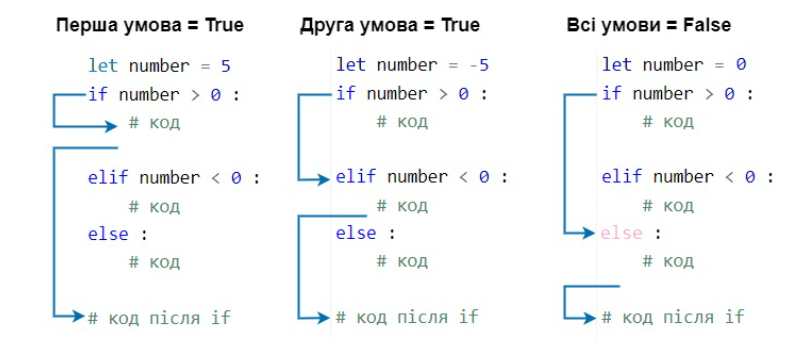 Перша умова = True
let number = 5
if number > 0 :
# код
elif number < 0 :
# код
else :
# код
# код після if
Друга умова = True
let number = -5
if number > 0 :
# код
elif number < 0 :
# код
else :
# код
# код після if
Всі умови = False
let number = 0
if number > 0 :
# код
elif number < 0 :
# код
else :
# код
# код після if